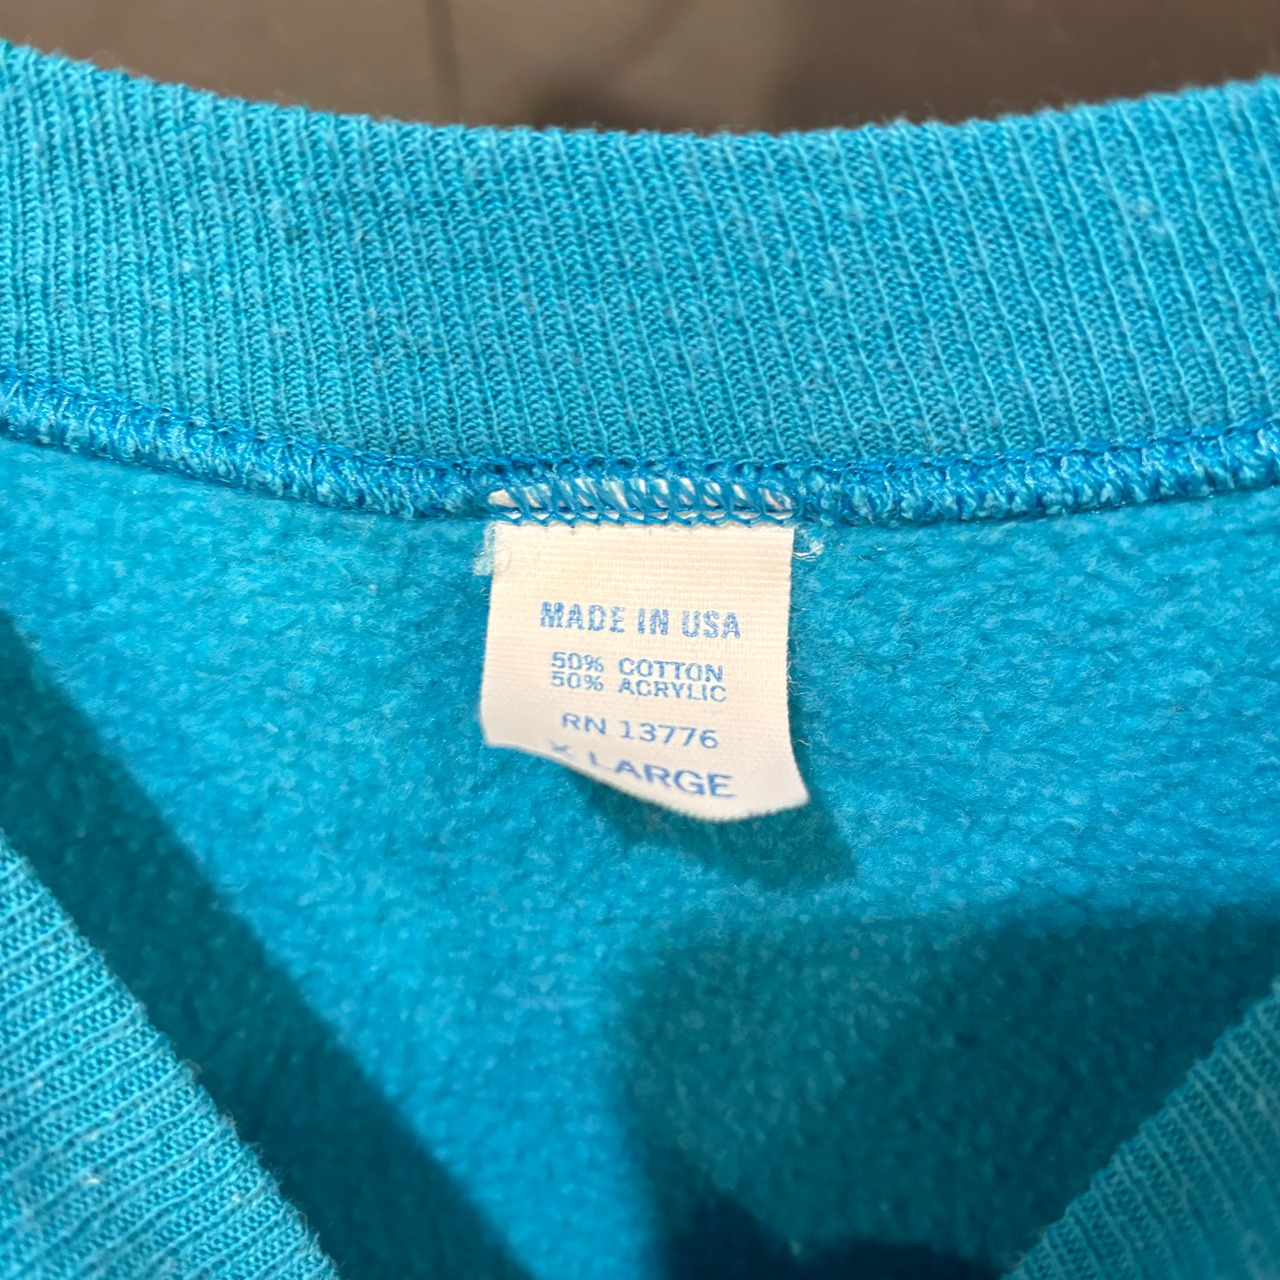 MADE IN USA
50% COTTON
50% ACRYLIC
RN 13776
X LARGE